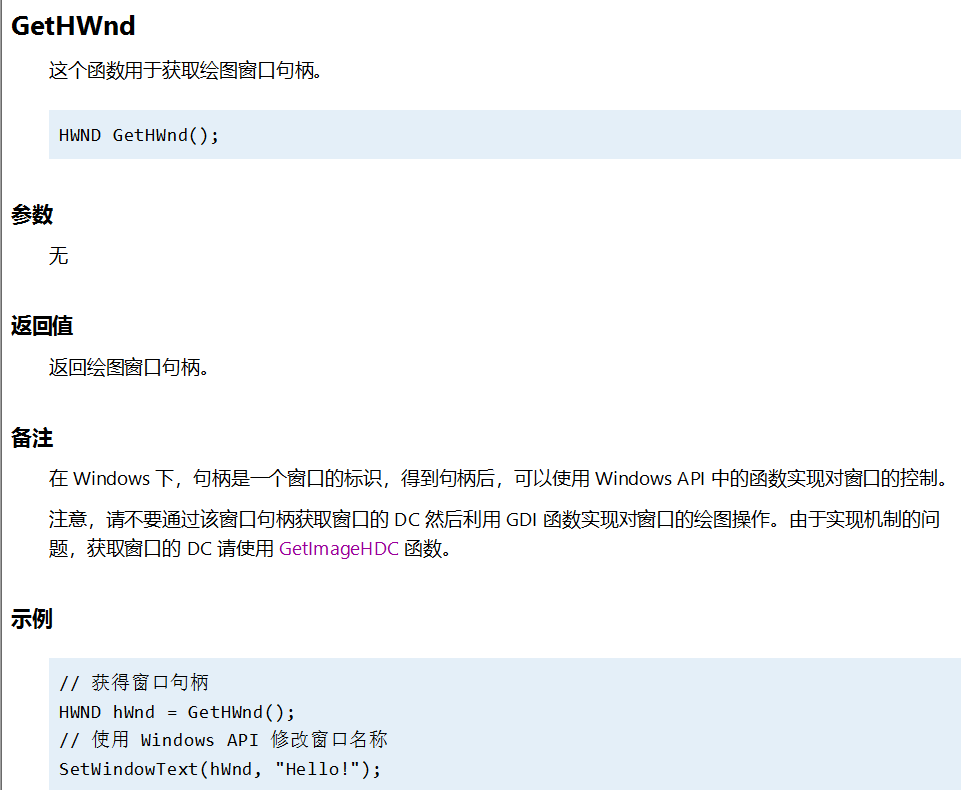 GetHWnd
这个函数用于获取绘图窗口句柄。
HWND GetHWnd();
参数
无
返回值
返回绘图窗口句柄。
备注
在 Windows 下，句柄是一个窗口的标识，得到句柄后，可以使用 Windows API 中的函数实现对窗口的控制。
注意，请不要通过该窗口句柄获取窗口的 DC 然后利用 GDI 函数实现对窗口的绘图操作。由于实现机制的问
题，获取窗口的 DC 请使用 GetImageHDC 函数。
示例
// 获得窗口句柄
HWND hWnd = GetHWnd();
// 使用 Windows API 修改窗口名称
SetWindowText(hWnd, "Hello!");